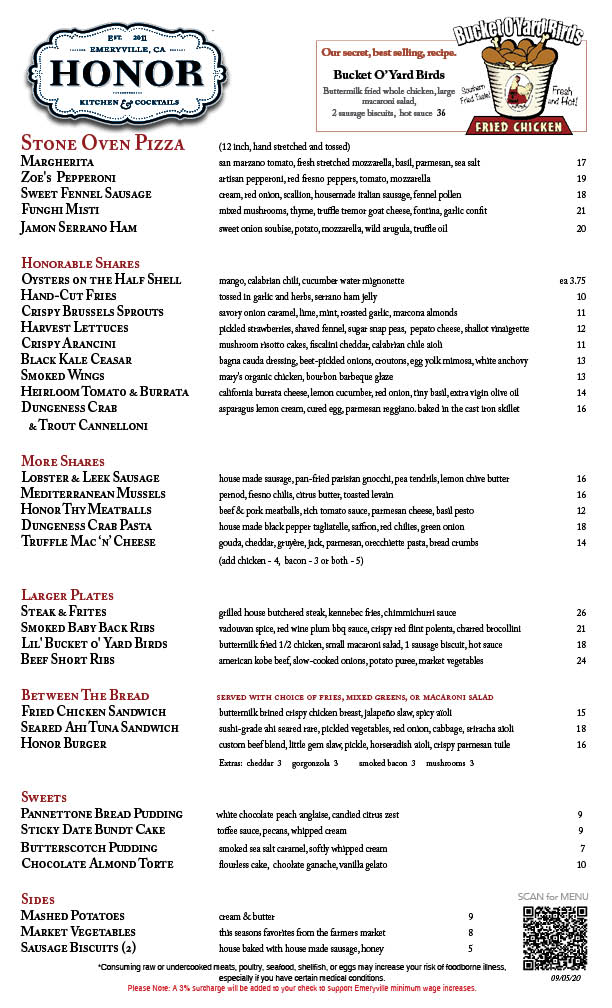 EST. 2011
EMERYVILLE, CA
HONOR
KITCHEN & COCKTAILS
Our secret, best selling, recipe.
Bucket O'Yard Birds
Buttermilk fried whole chicken, large
macaroni salad,
2 sausage biscuits, hot sauce 36
Bucket O'Yard Birds
Southern Fried Taste!
Fresh and Hot!
FRIED CHICKEN
Stone Oven Pizza (12 inch, hand stretched and tossed)
Margherita san marzano tomato, fresh stretched mozzarella, basil, parmesan, sea salt 17
Zoe's Pepperoni artisan pepperoni, red fresno peppers, tomato, mozzarella 19
Sweet Fennel Sausage cream, red onion, scallion, housemade italian sausage, fennel pollen 18
Funghi Misti mixed mushrooms, thyme, truffle tremor goat cheese, fontina, garlic confit 21
Jamon Serrano Ham sweet onion soubise, potato, mozzarella, wild arugula, truffle oil 20
Honorable Shares
Oysters on the Half Shell mango, calabrian chili, cucumber water mignonette ea 3.75
Hand-Cut Fries tossed in garlic and herbs, serrano ham jelly 10
Crispy Brussels Sprouts savory onion caramel, lime, mint, roasted garlic, marcona almonds 11
Harvest Lettuces pickled strawberries, shaved fennel, sugar snap peas, pepato cheese, shallot vinaigrette 12
Crispy Arancini mushroom risotto cakes, fiscalini cheddar, calabrian chile aioli 11
Black Kale Ceasar bagna cauda dressing, beet-pickled onions, croutons, egg yolk mimosa, white anchovy 13
Smoked Wings mary's organic chicken, bourbon barbeque glaze 13
Heirloom Tomato & Burrata california burrata cheese, lemon cucumber, red onion, tiny basil, extra vigin olive oil 14
Dungeness Crab asparagus lemon cream, cured egg, parmesan reggiano. baked in the cast iron skillet 16
& Trout Cannelloni
More Shares
Lobster & Leek Sausage house made sausage, pan-fried parisian gnocchi, pea tendrils, lemon chive butter 16
Mediterranean Mussels pernod, fresno chilis, citrus butter, toasted levain 16
Honor Thy Meatballs beef & pork meatballs, rich tomato sauce, parmesan cheese, basil pesto 12
Dungeness Crab Pasta house made black pepper tagliatelle, saffron, red chilies, green onion 18
Truffle Mac 'n' Cheese gouda, cheddar, gruyère, jack, parmesan, orecchiette pasta, bread crumbs 14
(add chicken - 4, bacon - 3 or both - 5)
Larger Plates
Steak & Frites grilled house butchered steak, kennebec fries, chimmichurri sauce 26
Smoked Baby Back Ribs vadouvan spice, red wine plum bbq sauce, crispy red flint polenta, charred brocollini 21
Lil' Bucket o' Yard Birds buttermilk fried 1/2 chicken, small macaroni salad, 1 sausage biscuit, hot sauce 18
Beef Short Ribs american kobe beef, slow-cooked onions, potato puree, market vegetables 24
Between The Bread SERVED WITH CHOICE OF FRIES, MIXED GREENS, OR MACARONI SALAD
Fried Chicken Sandwich buttermilk brined crispy chicken breast, jalapeño slaw, spicy aïoli 15
Seared Ahi Tuna Sandwich sushi-grade ahi seared rare, pickled vegetables, red onion, cabbage, sriracha aïoli 18
Honor Burger custom beef blend, little gem slaw, pickle, horseradish aïoli, crispy parmesan tuile 16
Extras: cheddar 3 gorgonzola 3 smoked bacon 3 mushrooms 3
Sweets
Pannettone Bread Pudding white chocolate peach anglaise, candied citrus zest 9
Sticky Date Bundt Cake toffee sauce, pecans, whipped cream 9
Butterscotch Pudding smoked sea salt caramel, softly whipped cream 7
Chocolate Almond Torte flourless cake, choolate ganache, vanilla gelato 10
Sides
Mashed Potatoes cream & butter 9
Market Vegetables this seasons favorites from the farmers market 8
Sausage Biscuits (2) house baked with house made sausage, honey 5
SCAN for MENU
09/05/20
*Consuming raw or undercooked meats, poultry, seafood, shellfish, or eggs may increase your risk of foodborne illness,
especially if you have certain medical conditions.
Please Note: A 3% surcharge will be added to your check to support Emeryville minimum wage increases.